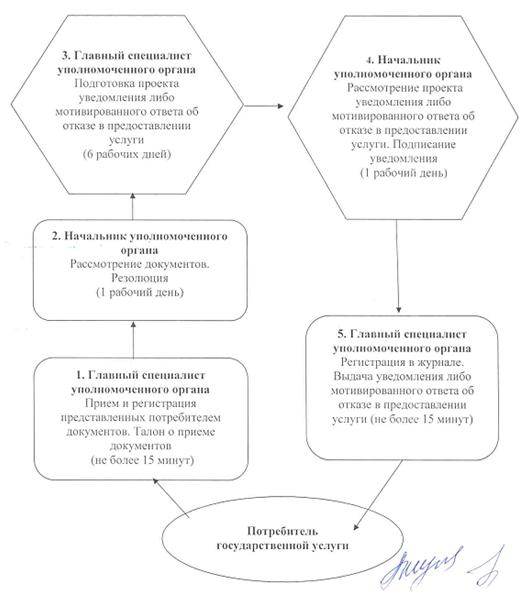 3. Главный специалист
уполномоченного органа
Подготовка проекта
уведомления либо
мотивированного ответа об
отказе в предоставлении
услуги
(6 рабочих дней)
4. Начальник
уполномоченного органа
Рассмотрение проекта
уведомления либо
мотивированного ответа об
отказе в предоставлении
услуги. Подписание
уведомления
(1 рабочий день)
2. Начальник уполномоченного
органа
Рассмотрение документов.
Резолюция
(1 рабочий день)
1. Главный специалист
уполномоченного органа
Прием и регистрация
представленных потребителем
документов. Талон о приеме
документов
(не более 15 минут)
5. Главный специалист
уполномоченного органа
Регистрация в журнале.
Выдача уведомления либо
мотивированного ответа об
отказе в предоставлении
услуги (не более 15 минут)
Потребитель
государственной услуги